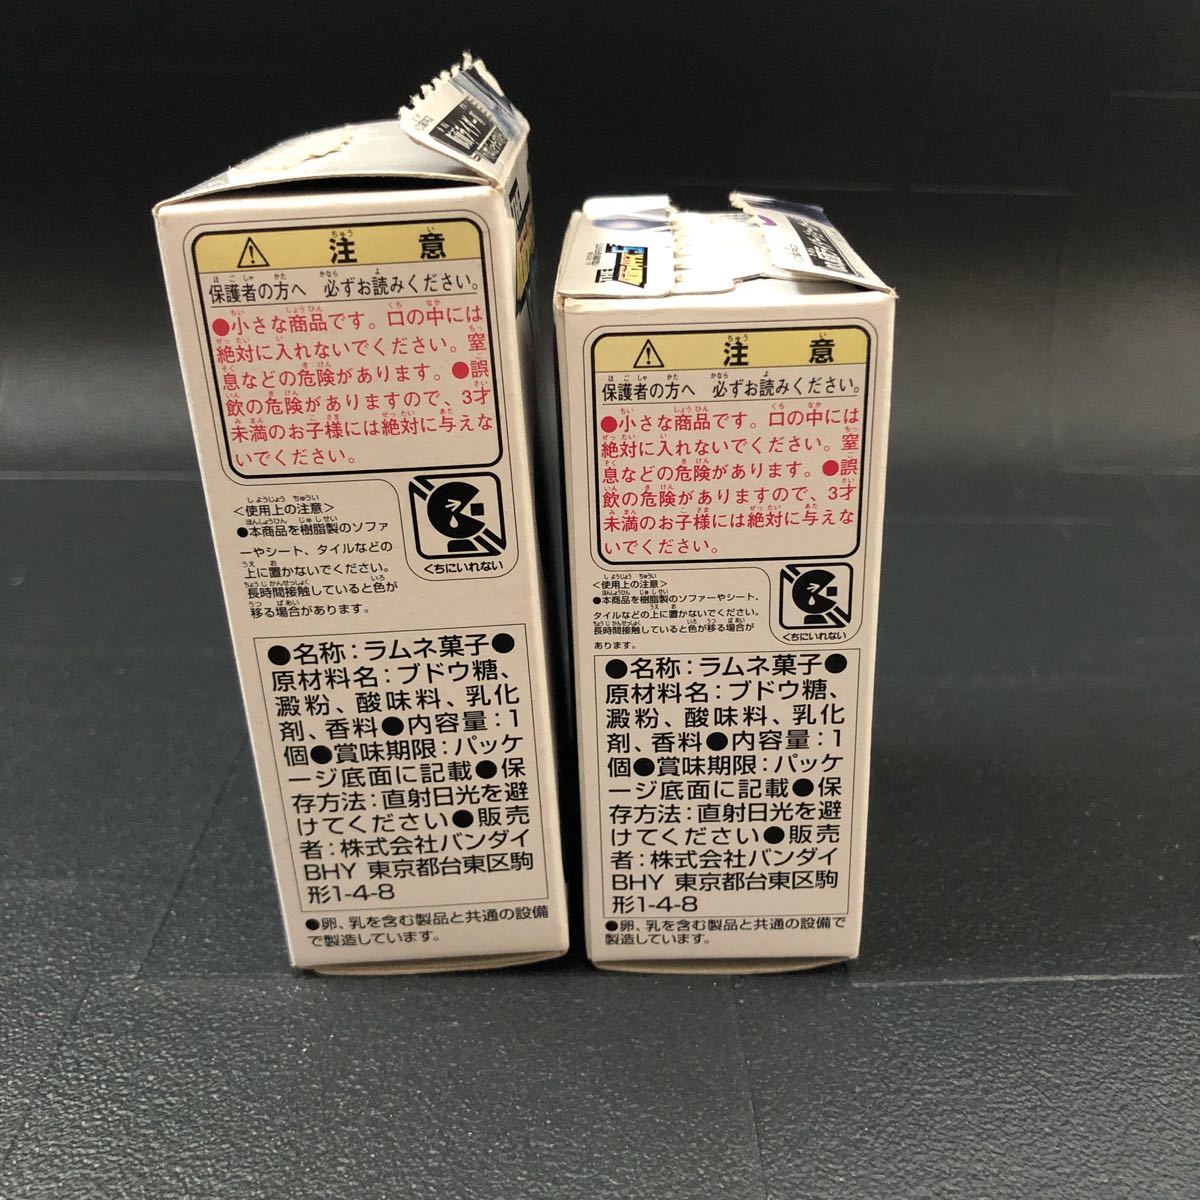 注意
保護者の方へ 必ずお読みください。
●小さな商品です。口の中には
絶対に入れないでください。窒
息などの危険があります。●誤
飲の危険がありますので、3才
未満のお子様には絶対に与えな
いでください。
<使用上の注意>
●本商品を樹脂製のソファ
ーやシート、タイルなどの
上に置かないでください。
長時間接触していると色が
移る場合があります。
くちにいれない
●名称:ラムネ菓子●
原材料名:ブドウ糖、
澱粉、酸味料、乳化
剤、香料●内容量:1
個●賞味期限:パッケ
ージ底面に記載●保
存方法:直射日光を避
けてください●販売
者:株式会社バンダイ
BHY 東京都台東区駒
形1-4-8
●卵、乳を含む製品と共通の設備
で製造しています。
注意
保護者の方へ 必ずお読みください。
●小さな商品です。口の中には
絶対に入れないでください。窒
息などの危険があります。●誤
飲の危険がありますので、3才
未満のお子様には絶対に与えな
いでください。
<使用上の注意>
●本商品を樹脂製のソファーやシート、
タイルなどの上に置かないでください。
長時間接触していると色が移る場合が
あります。
くちにいれない
●名称:ラムネ菓子●
原材料名:ブドウ糖、
澱粉、酸味料、乳化
剤、香料●内容量:1
個●賞味期限:パッケ
ージ底面に記載●保
存方法:直射日光を避
けてください●販売
者:株式会社バンダイ
BHY 東京都台東区駒
形1-4-8
●卵、乳を含む製品と共通の設備で
製造しています。